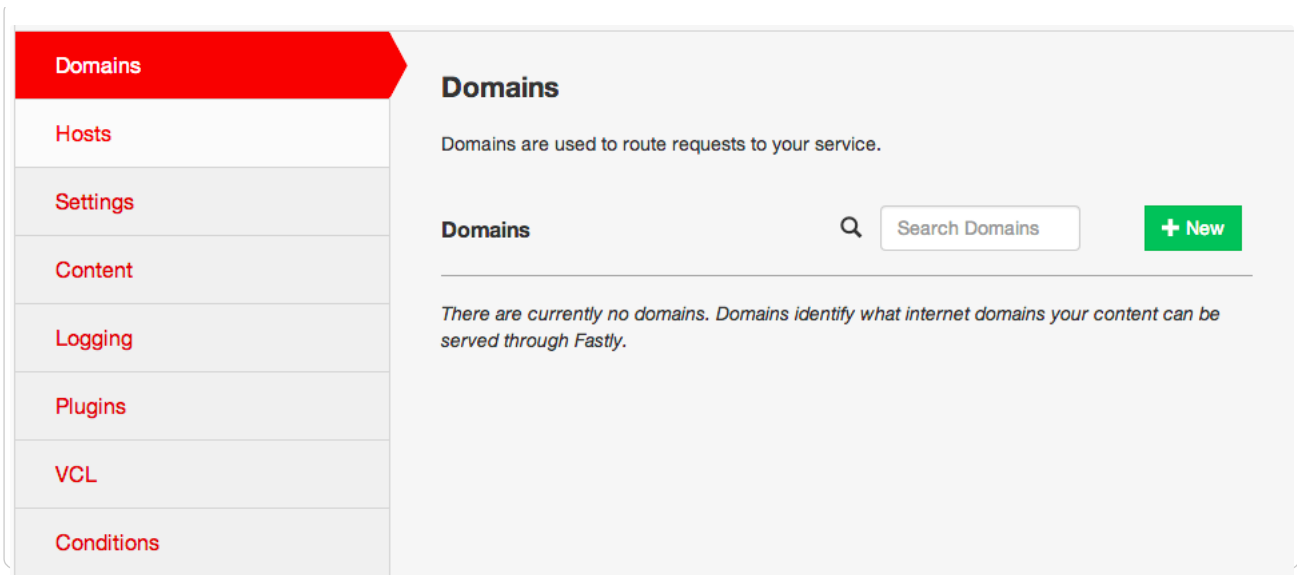 Domains
Hosts
Settings
Content
Logging
Plugins
VCL
Conditions
Domains
Domains are used to route requests to your service.
Domains
Search Domains
+ New
There are currently no domains. Domains identify what internet domains your content can be
served through Fastly.